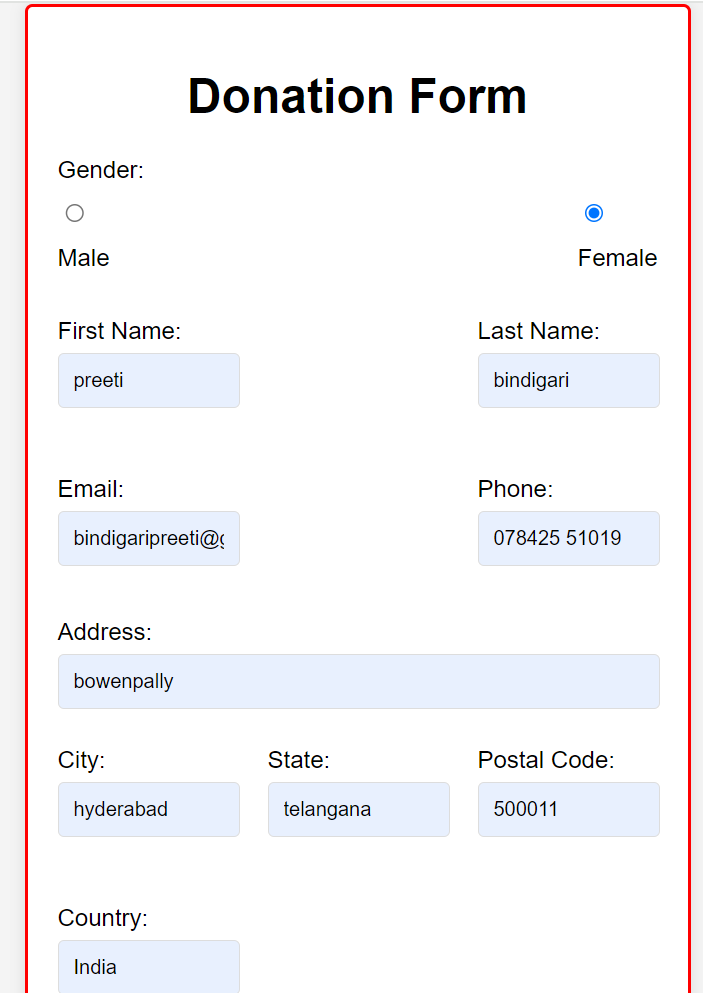 Donation Form
Gender:
Male Female
First Name: Last Name:
preeti bindigari
Email: Phone:
bindigaripreeti@g 078425 51019
Address:
bowenpally
City: State: Postal Code:
hyderabad telangana 500011
Country:
India